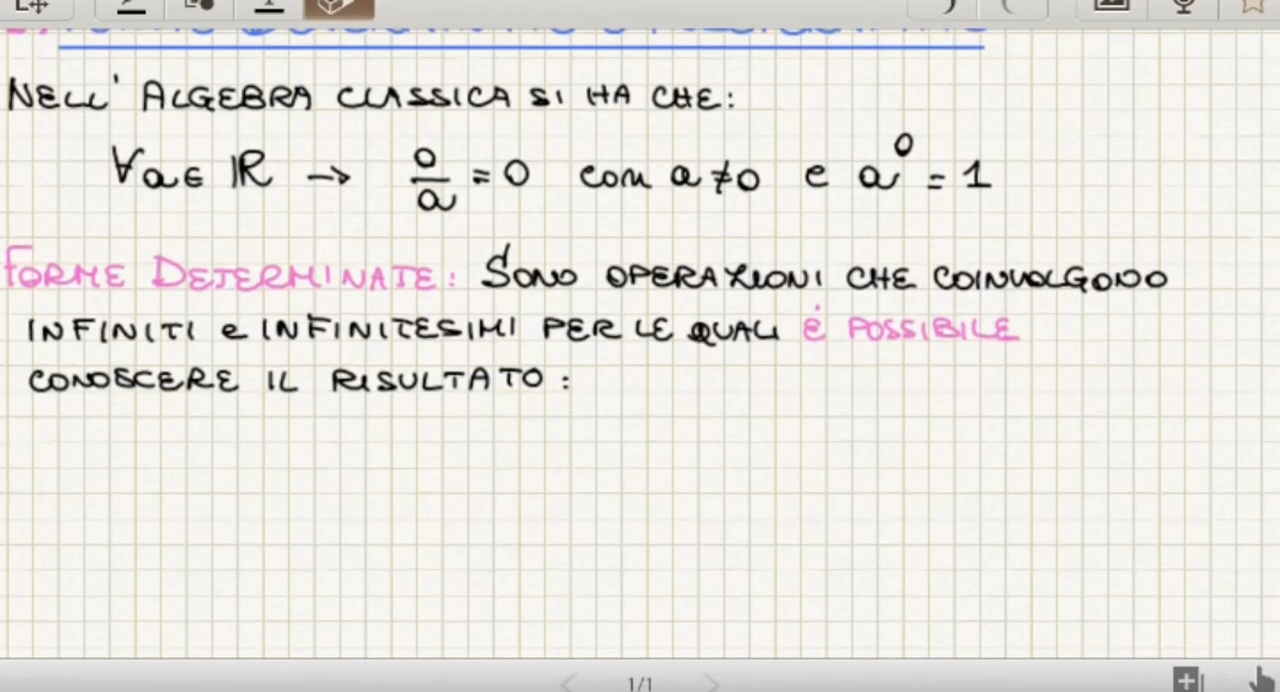 NELL' ALGEBRA CLASSICA SI HA CHE:
∀a∈ ℝ → 0/a = 0 con a≠0 e a⁰ = 1
FORME DETERMINATE: SONO OPERAZIONI CHE COINVOLGONO
INFINITI e INFINITESIMI PER LE QUALI È POSSIBILE
CONOSCERE IL RISULTATO:
1/1